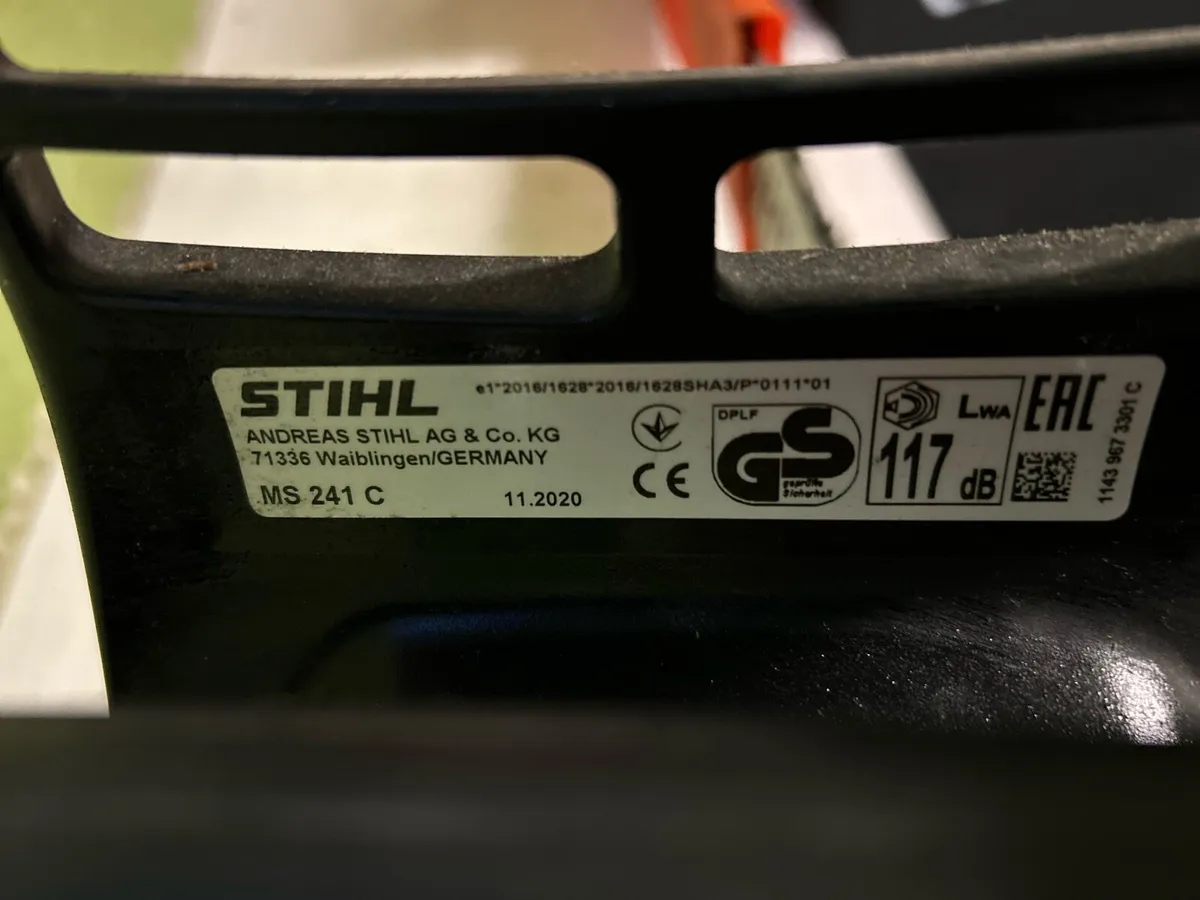 STIHL
e1*2016/1628*2016/1628SHA3/P*0111*01
ANDREAS STIHL AG & Co. KG
71336 Waiblingen/GERMANY
MS 241 C
11.2020
CE
DPLF
GS
geprüfte
Sicherheit
LWA
117 dB
EAC
1143 967 3301 C